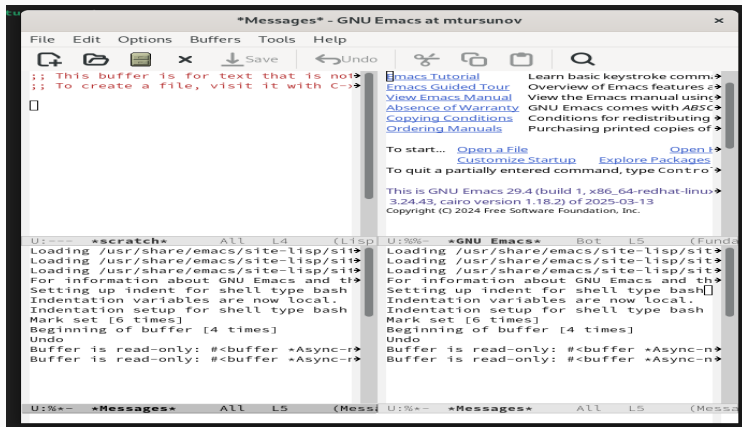 *Messages* - GNU Emacs at mtursunov
File Edit Options Buffers Tools Help
Save Undo
;; This buffer is for text that is not
;; To create a file, visit it with C-x
U:--- *scratch* All L4 (Lisp
Emacs Tutorial Learn basic keystroke comm
Emacs Guided Tour Overview of Emacs features a
View Emacs Manual View the Emacs manual using
Absence of Warranty GNU Emacs comes with ABSO
Copying Conditions Conditions for redistributing
Ordering Manuals Purchasing printed copies of
To start... Open a File Open
Customize Startup Explore Packages
To quit a partially entered command, type Contro
This is GNU Emacs 29.4 (build 1, x86_64-redhat-linu
3.24.43, cairo version 1.18.2) of 2025-03-13
Copyright (C) 2024 Free Software Foundation, Inc.
U:%%- *GNU Emacs* Bot L5 (Funda
Loading /usr/share/emacs/site-lisp/sit
Loading /usr/share/emacs/site-lisp/sit
Loading /usr/share/emacs/site-lisp/sit
For information about GNU Emacs and th
Setting up indent for shell type bash
Indentation variables are now local.
Indentation setup for shell type bash
Mark set [6 times]
Beginning of buffer [4 times]
Undo
Buffer is read-only: #<buffer *Async-n
Buffer is read-only: #<buffer *Async-n
U:%*- *Messages* All L5 (Messa
Loading /usr/share/emacs/site-lisp/sit
Loading /usr/share/emacs/site-lisp/sit
Loading /usr/share/emacs/site-lisp/sit
For information about GNU Emacs and th
Setting up indent for shell type bash
Indentation variables are now local.
Indentation setup for shell type bash
Mark set [6 times]
Beginning of buffer [4 times]
Undo
Buffer is read-only: #<buffer *Async-n
Buffer is read-only: #<buffer *Async-n
U:%*- *Messages* All L5 (Messa